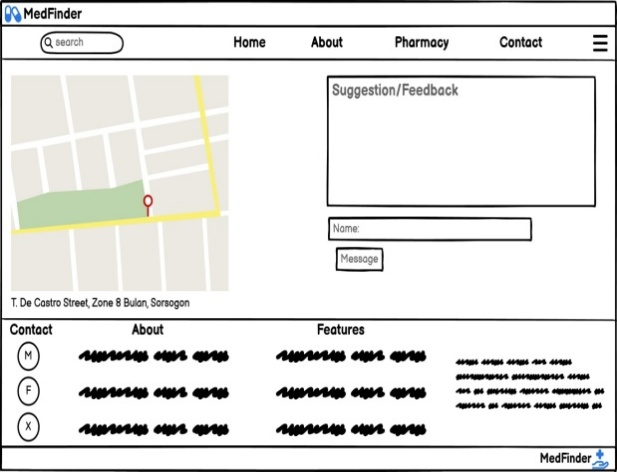 MedFinder
search Home About Pharmacy Contact
Suggestion/Feedback
Name:
Message
T. De Castro Street, Zone 8 Bulan, Sorsogon
Contact About Features
M
F
X
MedFinder